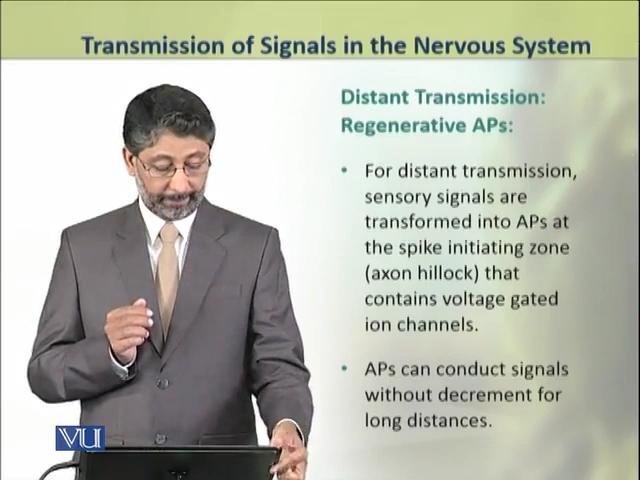 Transmission of Signals in the Nervous System
Distant Transmission:
Regenerative APs:
• For distant transmission,
sensory signals are
transformed into APs at
the spike initiating zone
(axon hillock) that
contains voltage gated
ion channels.
• APs can conduct signals
without decrement for
long distances.
VU